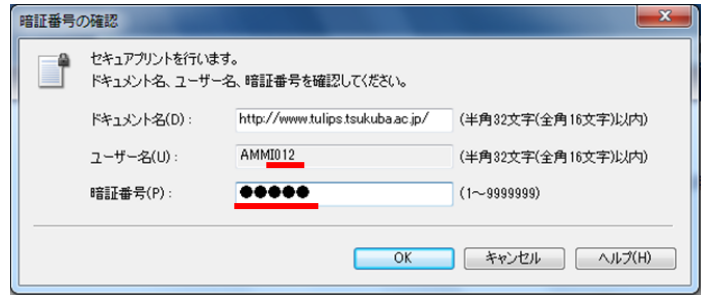 暗証番号の確認
セキュアプリントを行います。
ドキュメント名、ユーザー名、暗証番号を確認してください。
ドキュメント名(D) : http://www.tulips.tsukuba.ac.jp/ (半角32文字(全角16文字)以内)
ユーザー名(U) : AMMI012 (半角32文字(全角16文字)以内)
暗証番号(P) : ●●●●● (1～9999999)
OK キャンセル ヘルプ(H)